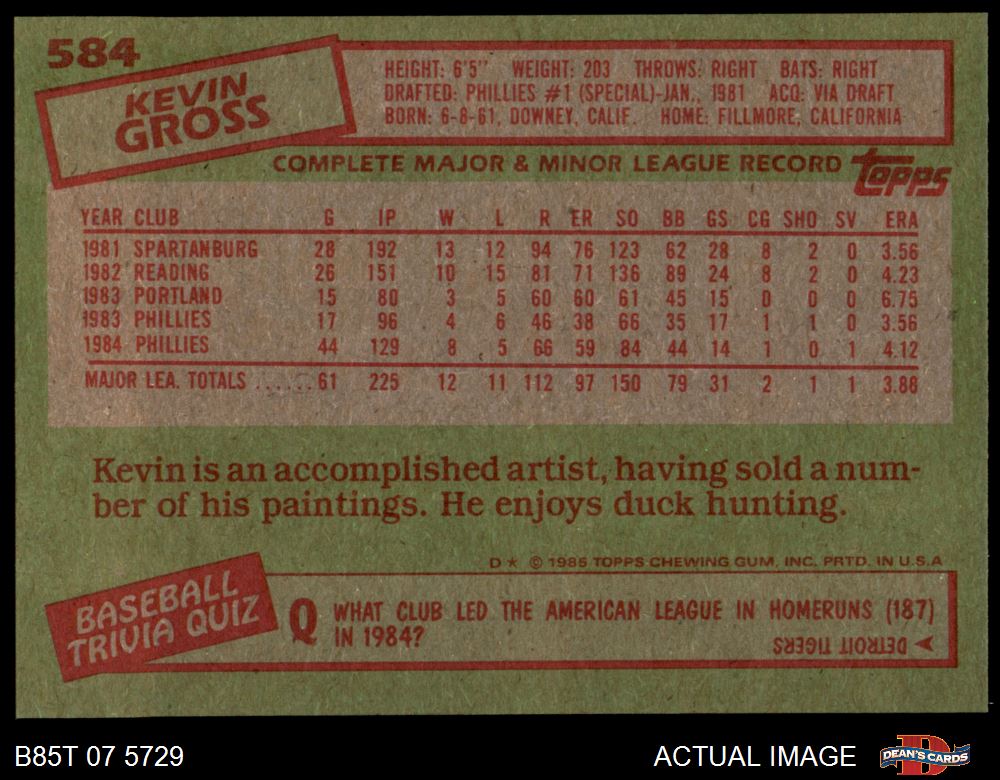 584
KEVIN
GROSS
HEIGHT: 6'5" WEIGHT: 203 THROWS: RIGHT BATS: RIGHT
DRAFTED: PHILLIES #1 (SPECIAL)-JAN., 1981 ACQ: VIA DRAFT
BORN: 6-8-61, DOWNEY, CALIF. HOME: FILLMORE, CALIFORNIA
COMPLETE MAJOR & MINOR LEAGUE RECORD topps
YEAR CLUB G IP W L R ER SO BB GS CG SHO SV ERA
1981 SPARTANBURG 28 192 13 12 94 76 123 62 28 8 2 0 3.56
1982 READING 26 151 10 15 81 71 136 89 24 8 2 0 4.23
1983 PORTLAND 15 80 3 5 60 60 61 45 15 0 0 0 6.75
1983 PHILLIES 17 96 4 6 46 38 66 35 17 1 1 0 3.56
1984 PHILLIES 44 129 8 5 66 59 84 44 14 1 0 1 4.12
MAJOR LEA. TOTALS ......61 225 12 11 112 97 150 79 31 2 1 1 3.88
Kevin is an accomplished artist, having sold a num-
ber of his paintings. He enjoys duck hunting.
D * © 1985 TOPPS CHEWING GUM, INC. PRTD. IN U.S.A
BASEBALL
TRIVIA QUIZ
Q WHAT CLUB LED THE AMERICAN LEAGUE IN HOMERUNS (187)
IN 1984?
DETROIT TIGERS
B85T 07 5729
ACTUAL IMAGE
D
DEAN'S CARDS